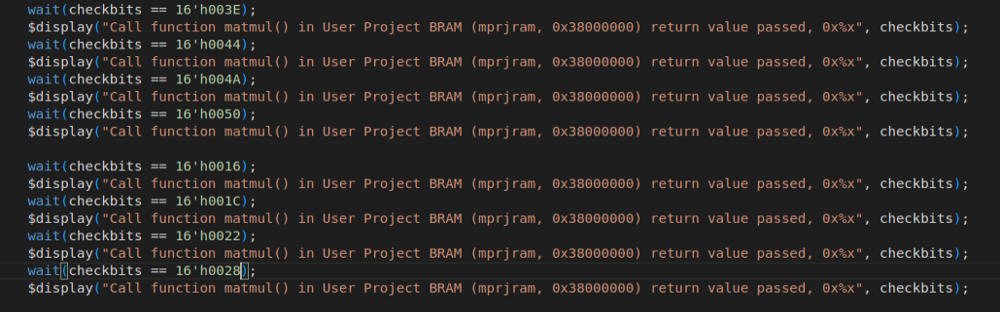 wait(checkbits == 16'h003E);
$display("Call function matmul() in User Project BRAM (mprjram, 0x38000000) return value passed, 0x%x", checkbits);
wait(checkbits == 16'h0044);
$display("Call function matmul() in User Project BRAM (mprjram, 0x38000000) return value passed, 0x%x", checkbits);
wait(checkbits == 16'h004A);
$display("Call function matmul() in User Project BRAM (mprjram, 0x38000000) return value passed, 0x%x", checkbits);
wait(checkbits == 16'h0050);
$display("Call function matmul() in User Project BRAM (mprjram, 0x38000000) return value passed, 0x%x", checkbits);

wait(checkbits == 16'h0016);
$display("Call function matmul() in User Project BRAM (mprjram, 0x38000000) return value passed, 0x%x", checkbits);
wait(checkbits == 16'h001C);
$display("Call function matmul() in User Project BRAM (mprjram, 0x38000000) return value passed, 0x%x", checkbits);
wait(checkbits == 16'h0022);
$display("Call function matmul() in User Project BRAM (mprjram, 0x38000000) return value passed, 0x%x", checkbits);
wait(checkbits == 16'h0028);
$display("Call function matmul() in User Project BRAM (mprjram, 0x38000000) return value passed, 0x%x", checkbits);